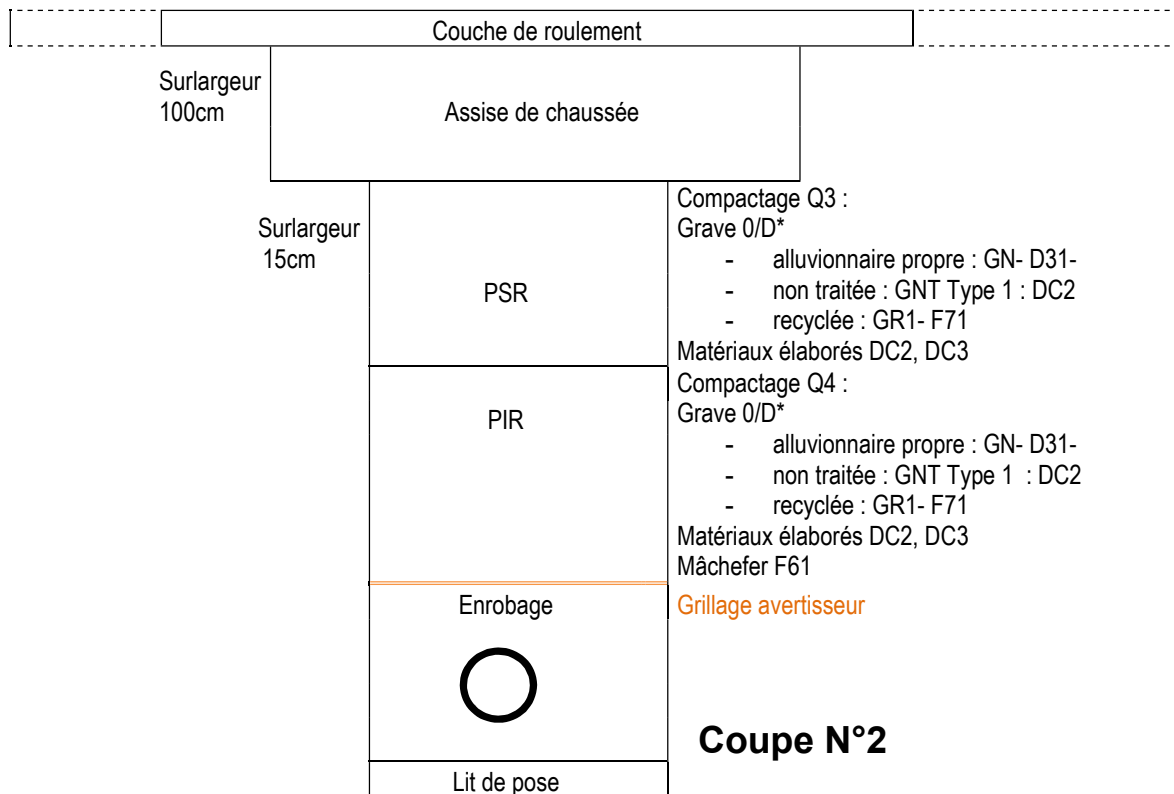 Couche de roulement
Surlargeur
100cm
Assise de chaussée
Surlargeur
15cm
PSR
Compactage Q3 :
Grave 0/D*
- alluvionnaire propre : GN- D31-
- non traitée : GNT Type 1 : DC2
- recyclée : GR1- F71
Matériaux élaborés DC2, DC3
PIR
Compactage Q4 :
Grave 0/D*
- alluvionnaire propre : GN- D31-
- non traitée : GNT Type 1 : DC2
- recyclée : GR1- F71
Matériaux élaborés DC2, DC3
Mâchefer F61
Enrobage
Grillage avertisseur
Coupe N°2
Lit de pose